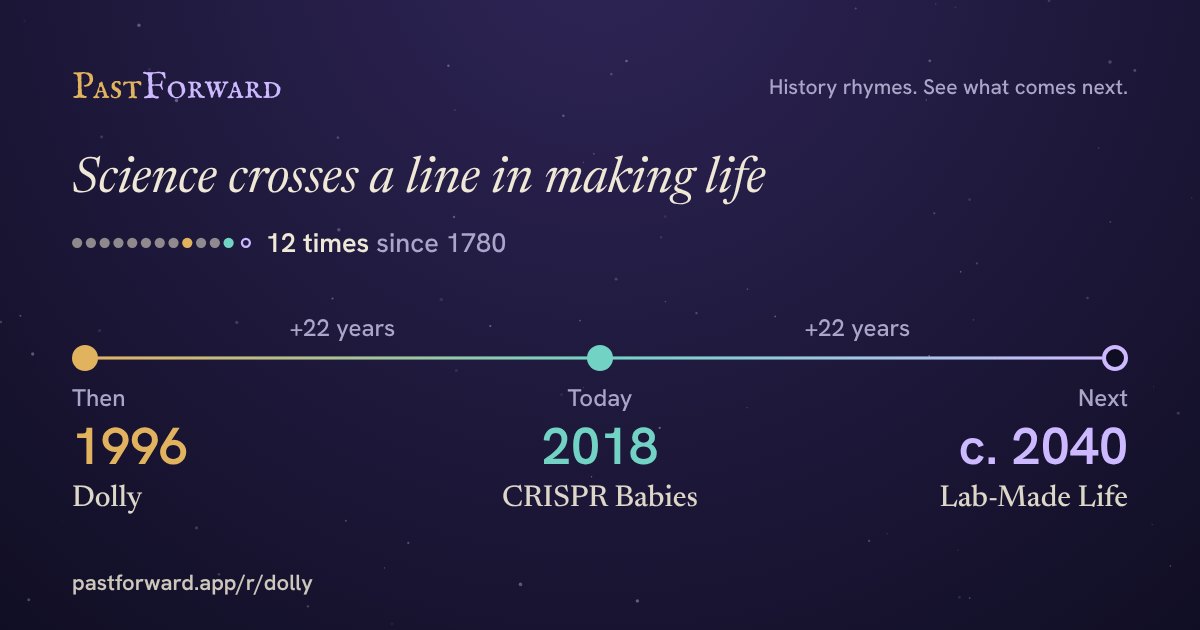 PastForward
History rhymes. See what comes next.
Science crosses a line in making life
12 times since 1780
+22 years
+22 years
Then
Today
Next
1996
2018
c. 2040
Dolly
CRISPR Babies
Lab-Made Life
pastforward.app/r/dolly